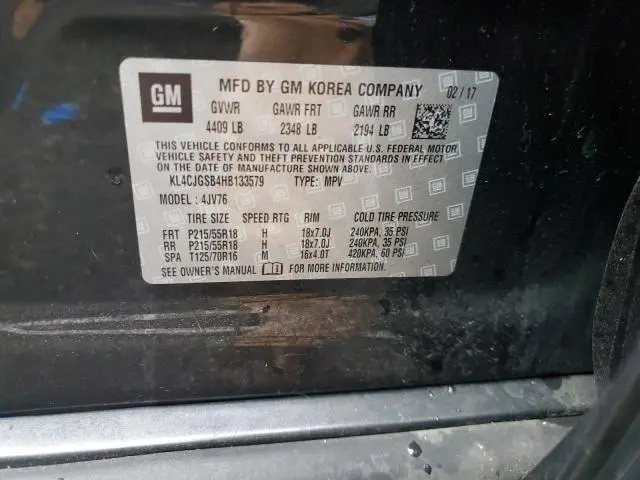 GM
MFD BY GM KOREA COMPANY 02/17
GVWR GAWR FRT GAWR RR
4409 LB 2348 LB 2194 LB
THIS VEHICLE CONFORMS TO ALL APPLICABLE U.S. FEDERAL MOTOR
VEHICLE SAFETY AND THEFT PREVENTION STANDARDS IN EFFECT ON
THE DATE OF MANUFACTURE SHOWN ABOVE.
KL4CJGSB4HB133579 TYPE: MPV
MODEL: 4JV76
TIRE SIZE SPEED RTG RIM COLD TIRE PRESSURE
FRT P215/55R18 H 18x7.0J 240KPA, 35 PSI
RR P215/55R18 H 18x7.0J 240KPA, 35 PSI
SPA T125/70R16 M 16x4.0T 420KPA, 60 PSI
SEE OWNER'S MANUAL FOR MORE INFORMATION